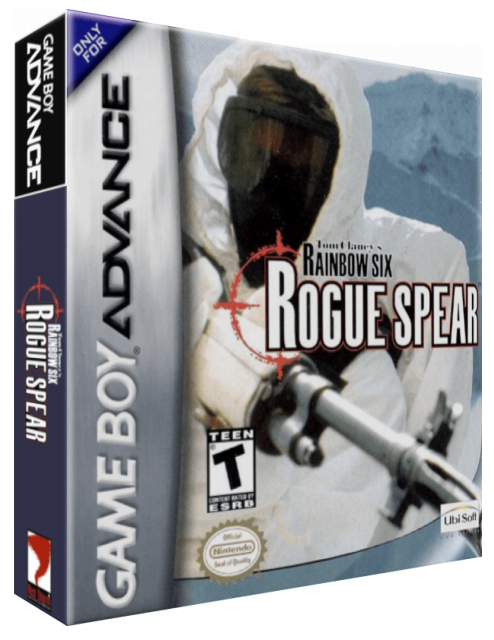 GAME BOY
ADVANCE
Tom Clancy's
RAINBOW SIX
ROGUE SPEAR
ONLY
FOR
GAME BOY ADVANCE
Tom Clancy's
RAINBOW SIX
ROGUE SPEAR
TEEN
T
CONTENT RATED BY
ESRB
Official
Nintendo
Seal of Quality
Ubi Soft